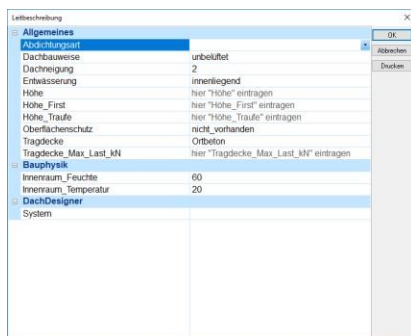 Leitbeschreibung
Allgemeines
Abdichtungsart
Dachbauweise unbelüftet
Dachneigung 2
Entwässerung innenliegend
Höhe hier "Höhe" eintragen
Höhe_First hier "Höhe_First" eintragen
Höhe_Traufe hier "Höhe_Traufe" eintragen
Oberflächenschutz nicht_vorhanden
Tragdecke Ortbeton
Tragdecke_Max_Last_kN hier "Tragdecke_Max_Last_kN" eintragen
Bauphysik
Innenraum_Feuchte 60
Innenraum_Temperatur 20
DachDesigner
System
OK
Abbrechen
Drucken